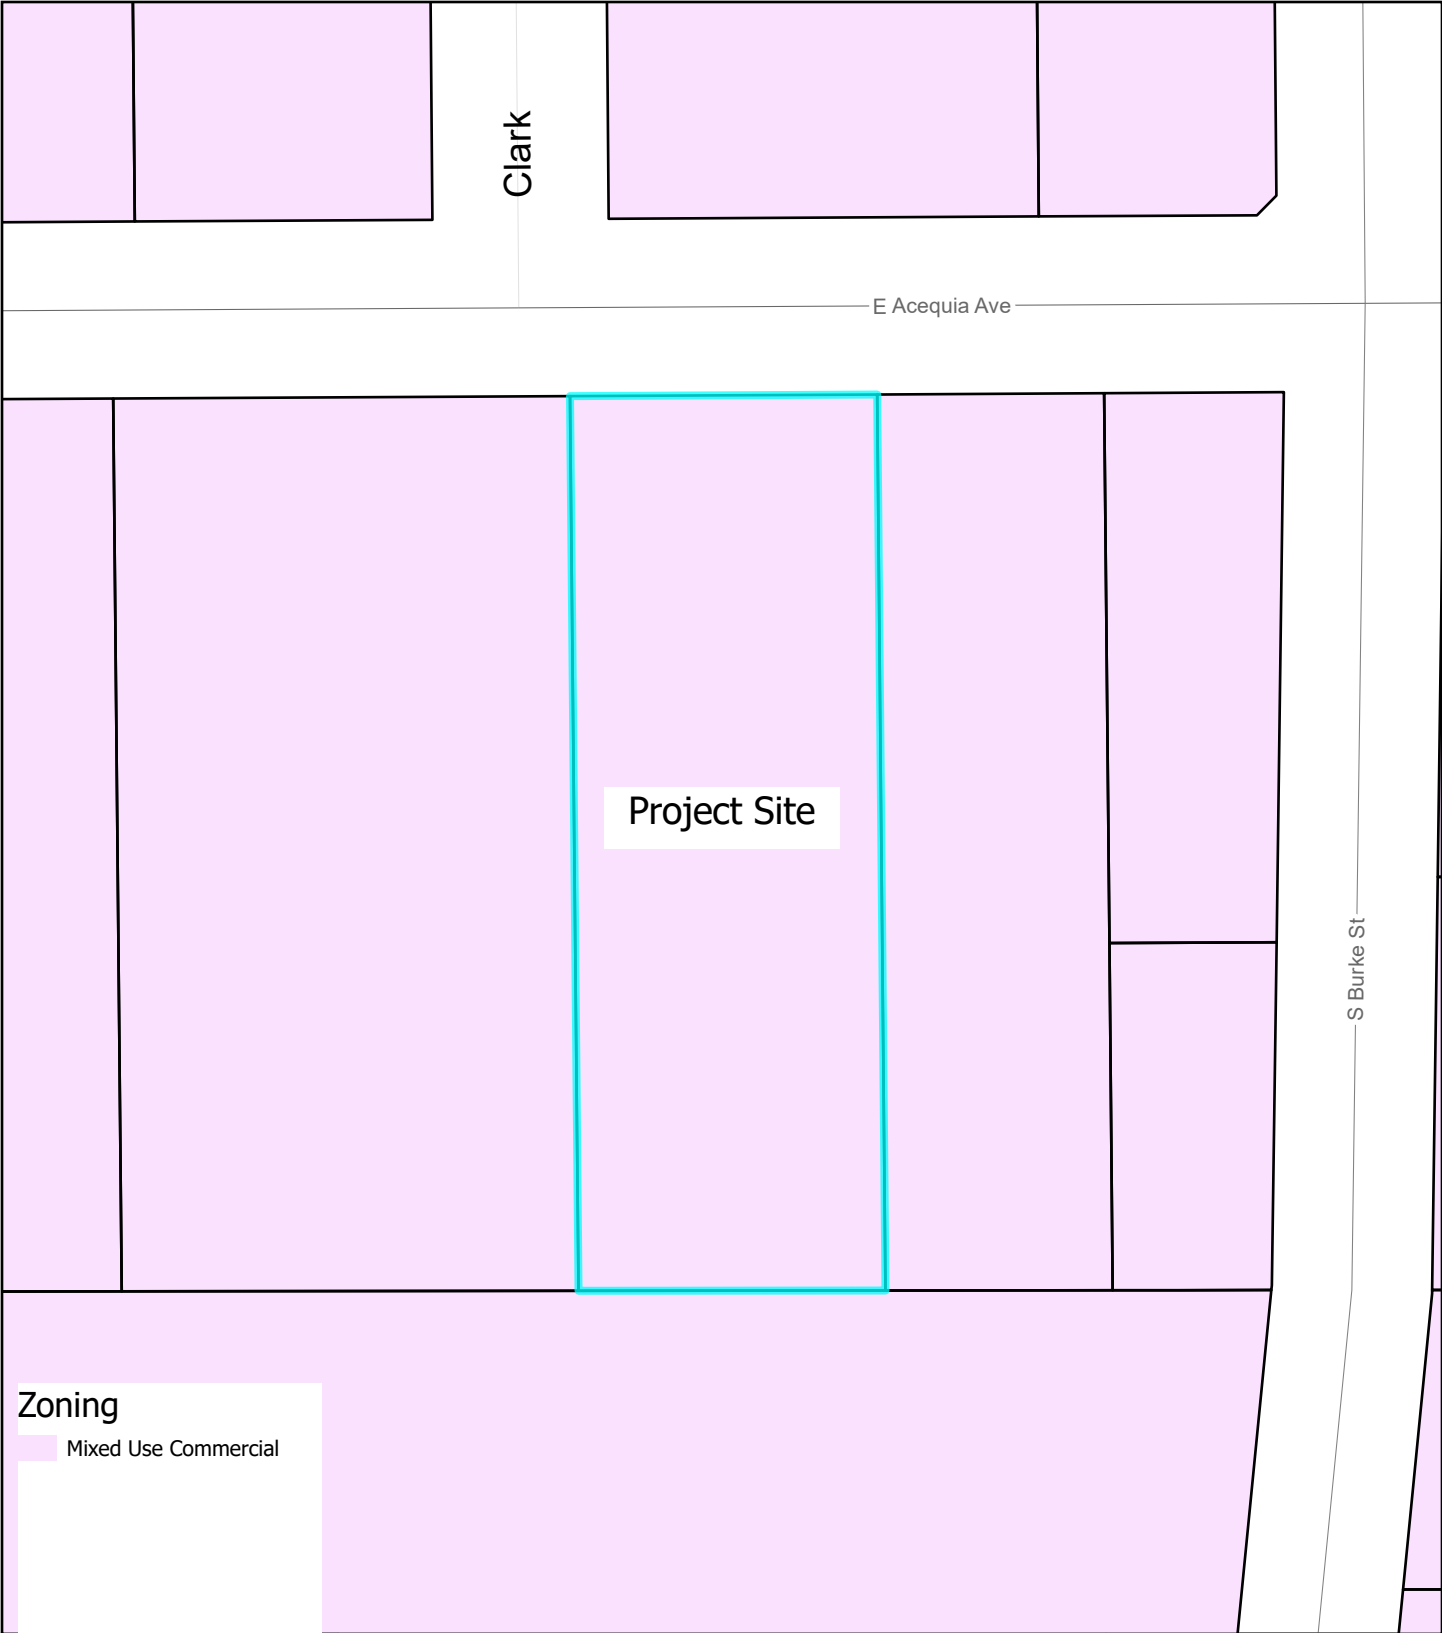 Clark
E Acequia Ave
Project Site
S Burke St
Zoning
Mixed Use Commercial